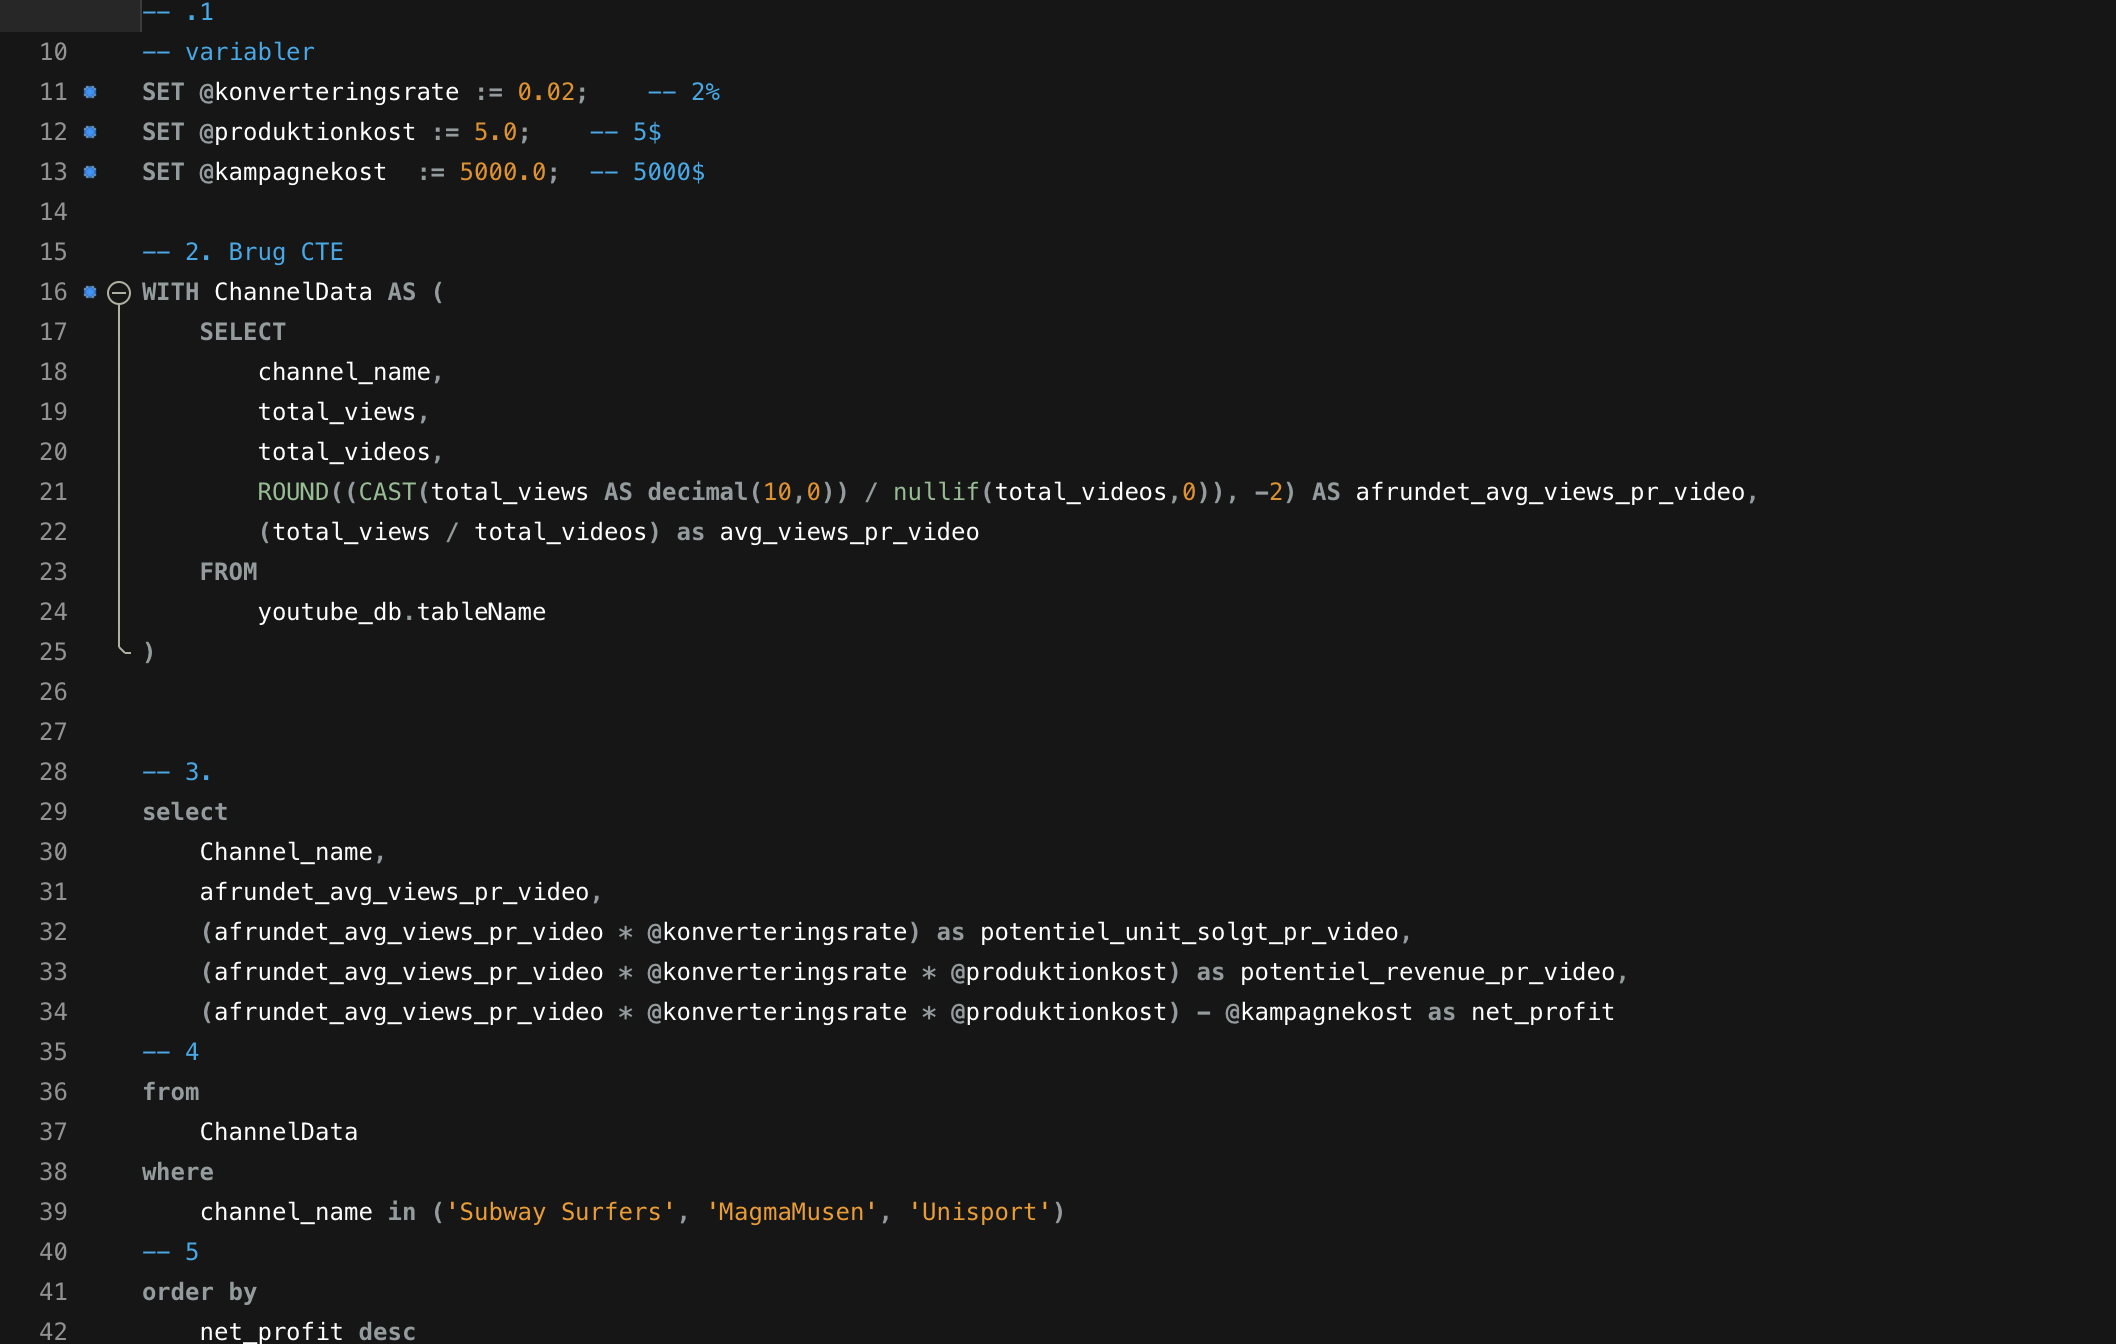 -- .1
10 -- variabler
11 SET @konverteringsrate := 0.02;    -- 2%
12 SET @produktionkost := 5.0;    -- 5$
13 SET @kampagnekost  := 5000.0;  -- 5000$
14
15 -- 2. Brug CTE
16 WITH ChannelData AS (
17     SELECT
18         channel_name,
19         total_views,
20         total_videos,
21         ROUND((CAST(total_views AS decimal(10,0)) / nullif(total_videos,0)), -2) AS afrundet_avg_views_pr_video,
22         (total_views / total_videos) as avg_views_pr_video
23     FROM
24         youtube_db.tableName
25 )
26
27
28 -- 3.
29 select
30     Channel_name,
31     afrundet_avg_views_pr_video,
32     (afrundet_avg_views_pr_video * @konverteringsrate) as potentiel_unit_solgt_pr_video,
33     (afrundet_avg_views_pr_video * @konverteringsrate * @produktionkost) as potentiel_revenue_pr_video,
34     (afrundet_avg_views_pr_video * @konverteringsrate * @produktionkost) - @kampagnekost as net_profit
35 -- 4
36 from
37     ChannelData
38 where
39     channel_name in ('Subway Surfers', 'MagmaMusen', 'Unisport')
40 -- 5
41 order by
42     net_profit desc